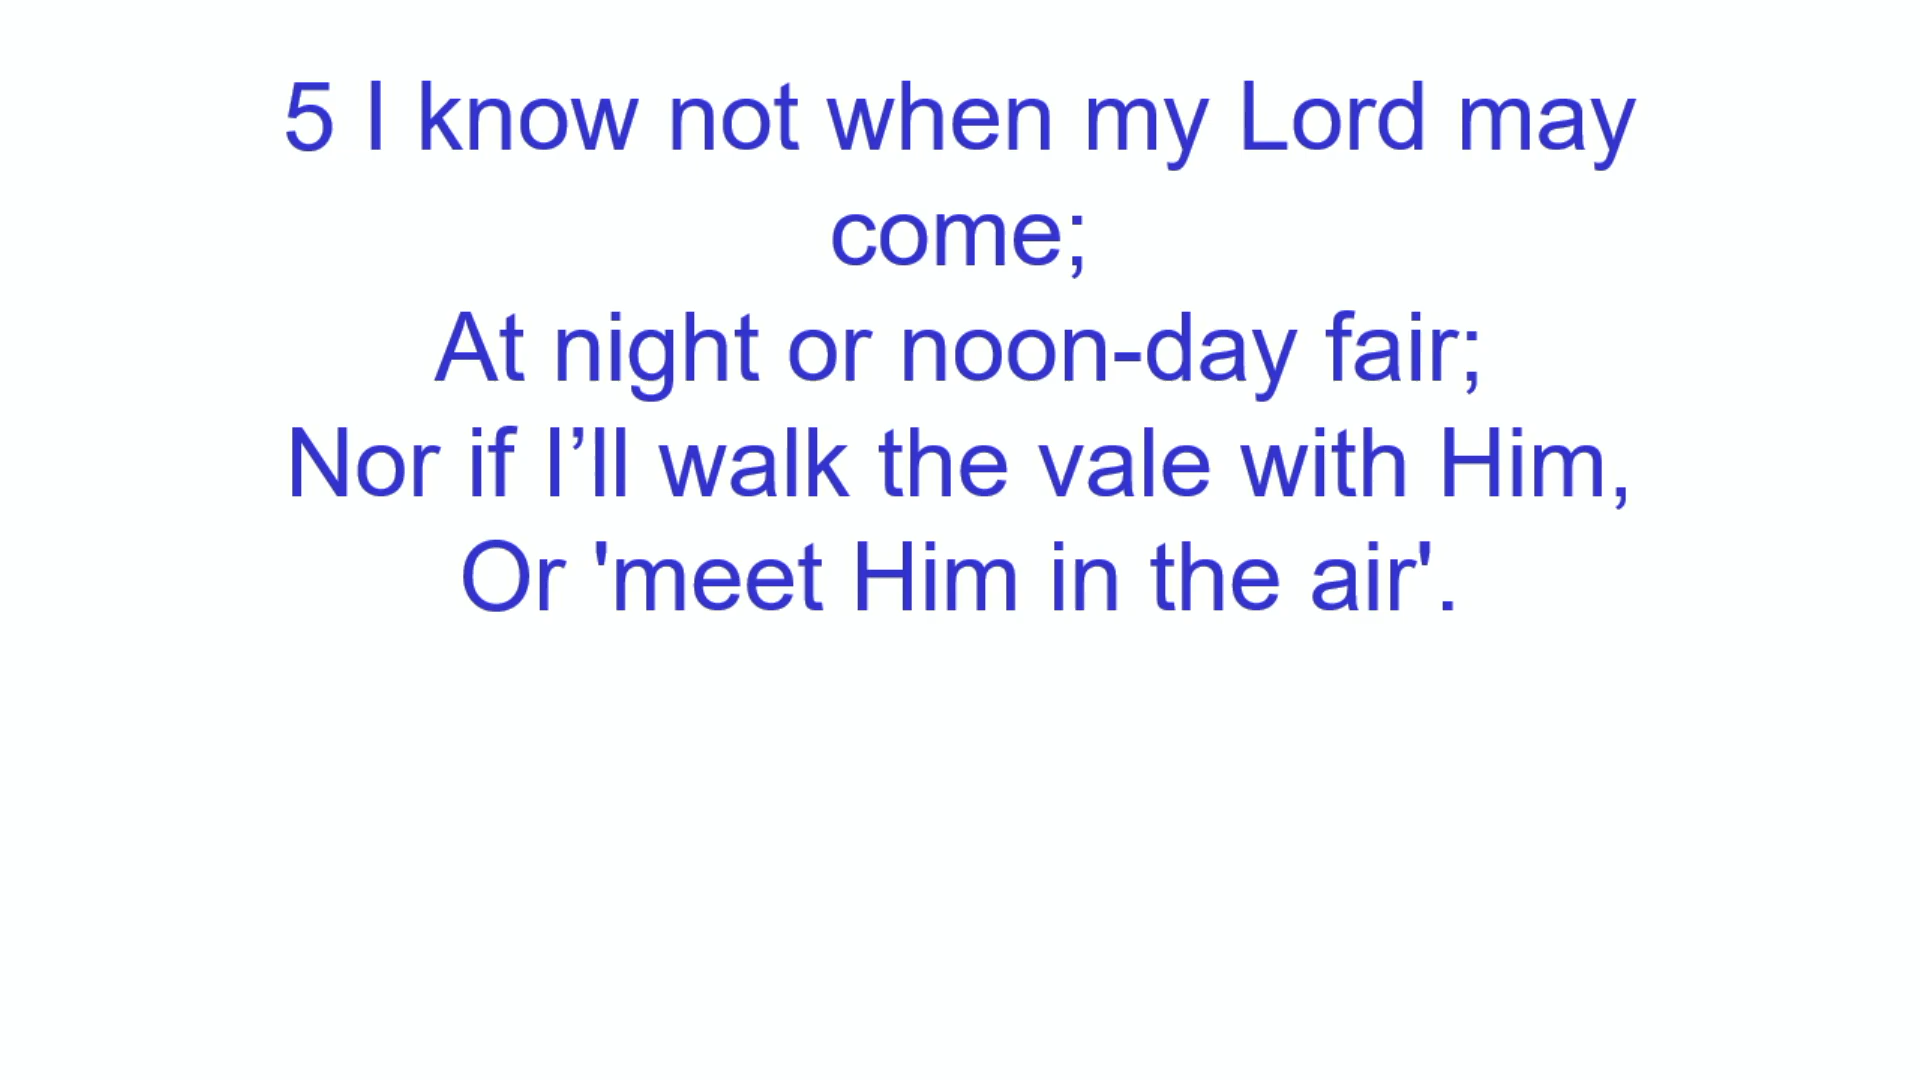 5 I know not when my Lord may
come;
At night or noon-day fair;
Nor if I’ll walk the vale with Him,
Or 'meet Him in the air'.